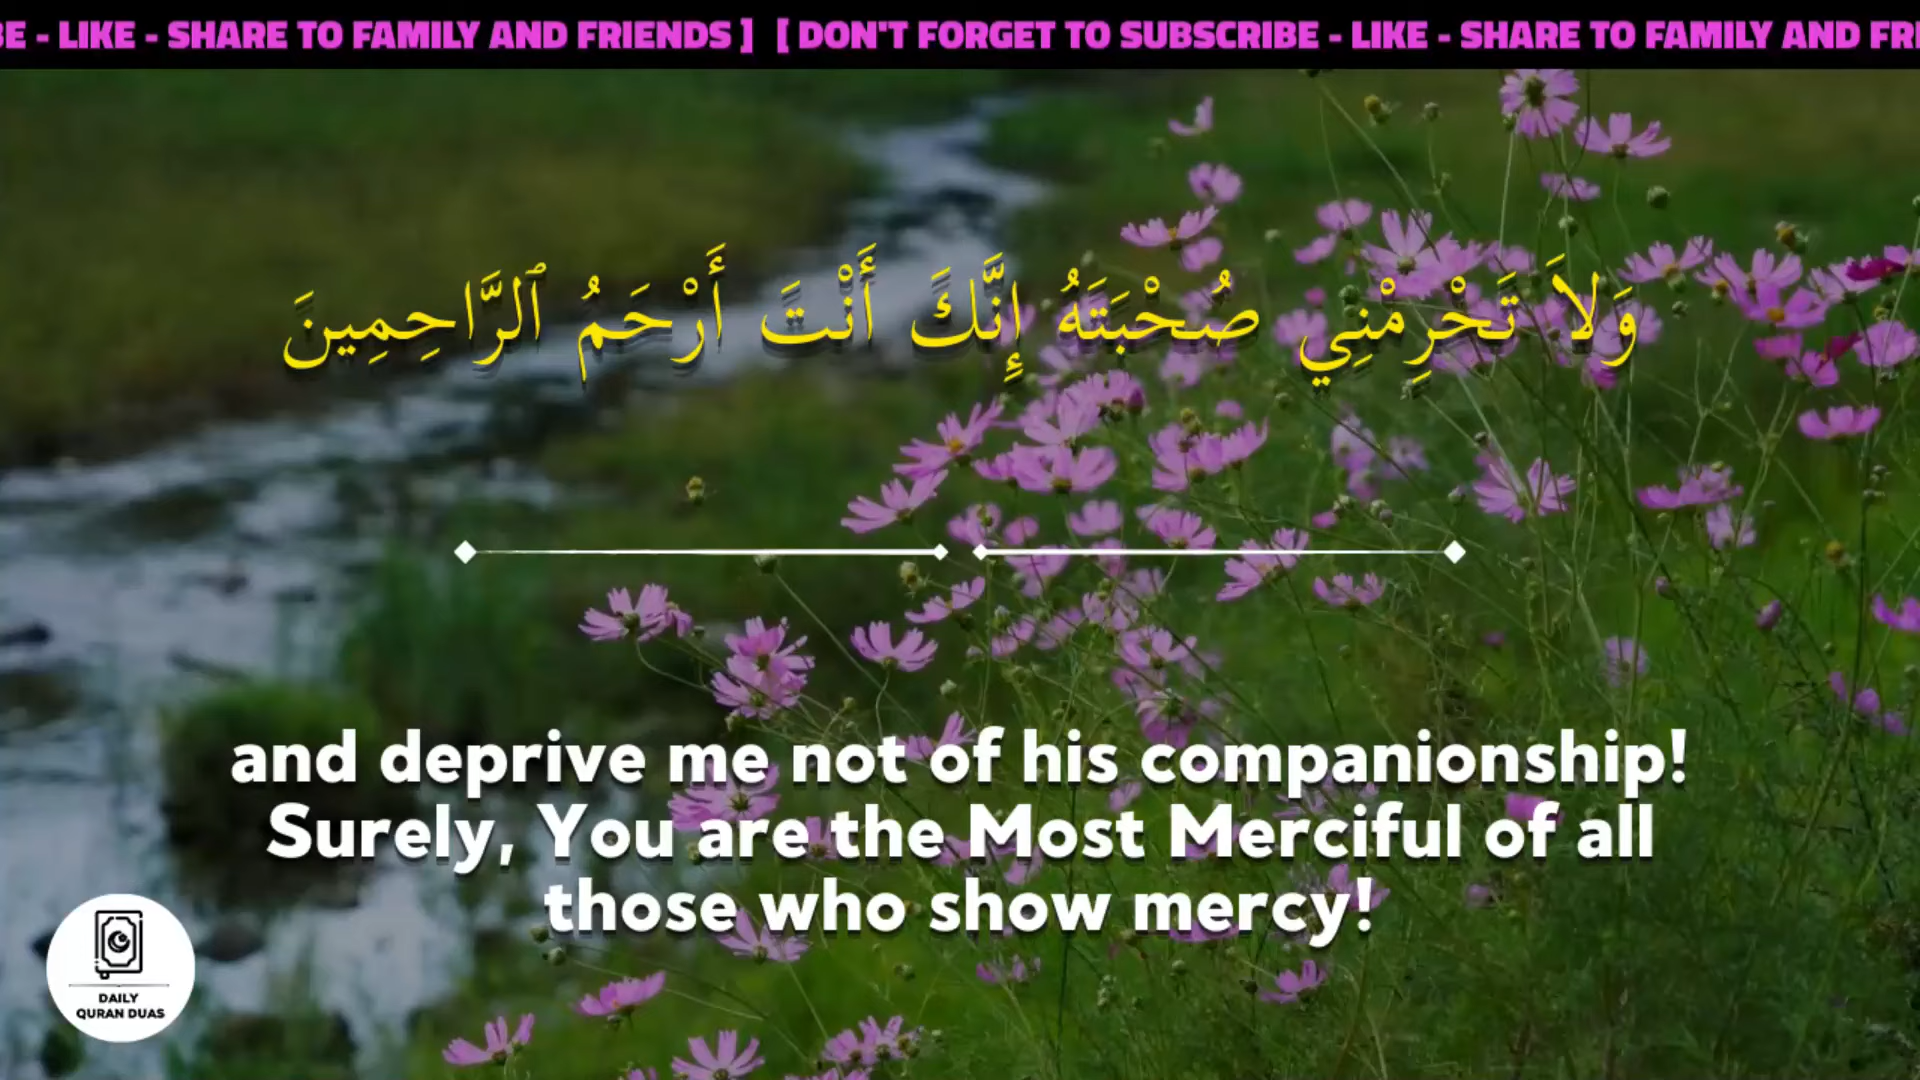 BE - LIKE - SHARE TO FAMILY AND FRIENDS ] [ DON'T FORGET TO SUBSCRIBE - LIKE - SHARE TO FAMILY AND FRI
وَلاَ تَحْرِمْنِي صُحْبَتَهُ إِنَّكَ أَنْتَ أَرْحَمُ ٱلرَّاحِمِينَ
and deprive me not of his companionship!
Surely, You are the Most Merciful of all
those who show mercy!
DAILY
QURAN DUAS